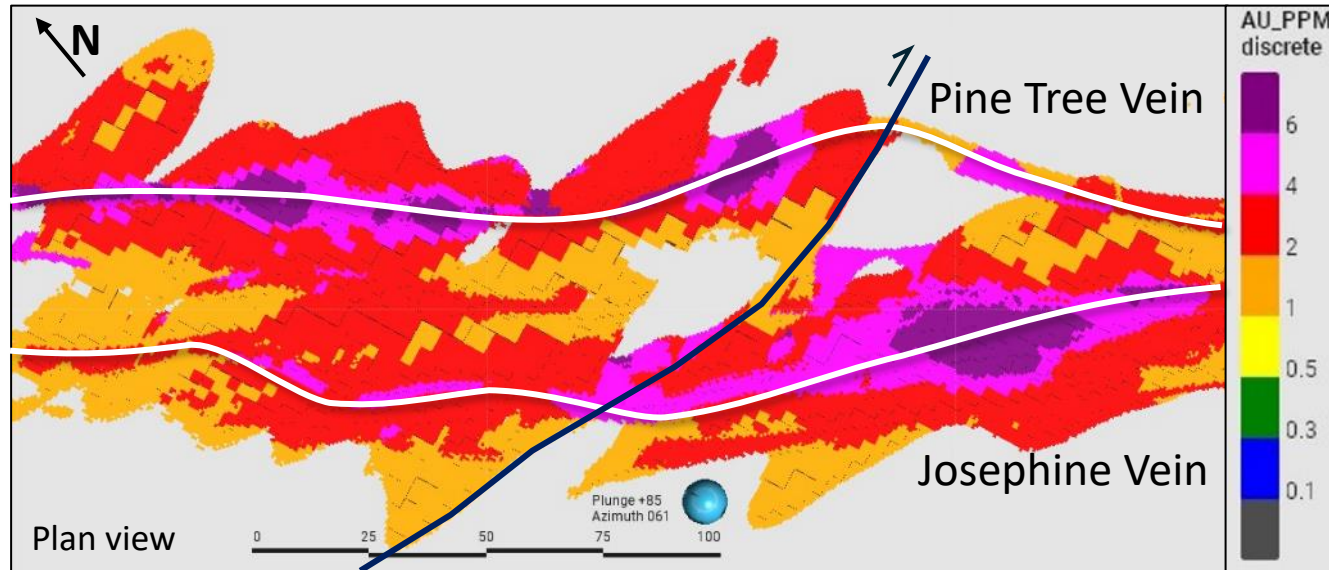 N
Pine Tree Vein
Josephine Vein
Plunge +85
Azimuth 061
Plan view
0 25 50 75 100
AU_PPM
discrete
6
4
2
1
0.5
0.3
0.1